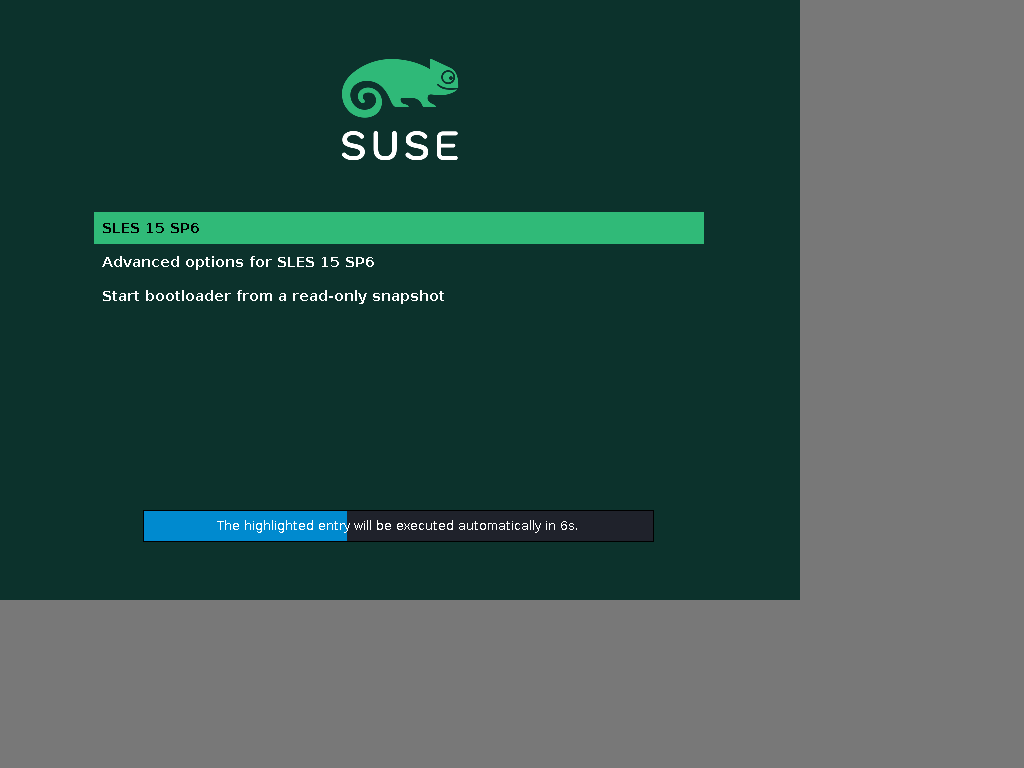 SUSE
SLES 15 SP6
Advanced options for SLES 15 SP6
Start bootloader from a read-only snapshot
The highlighted entry will be executed automatically in 6s.